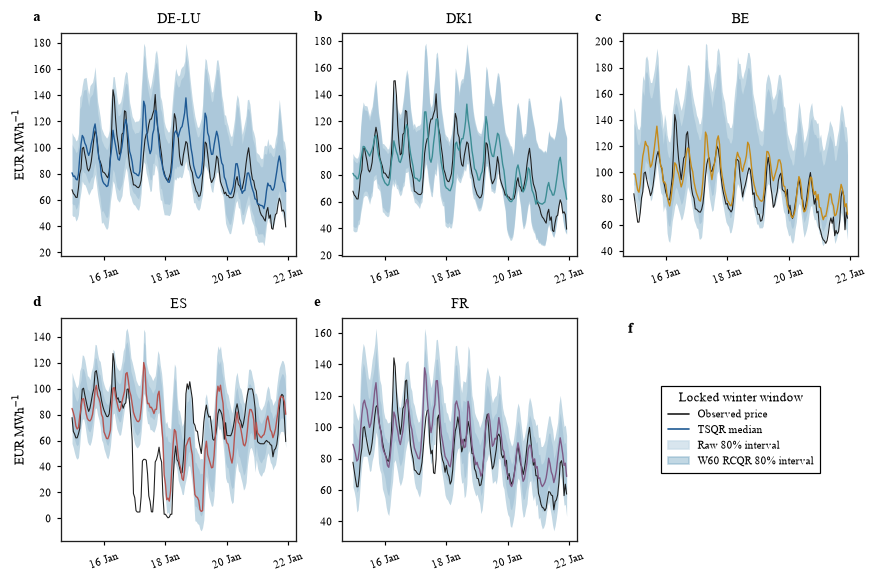 a DE-LU b DK1 c BE
180 160 140 120 100 80 60 40 20
EUR MWh⁻¹
16 Jan 18 Jan 20 Jan 22 Jan
180 160 140 120 100 80 60 40 20
16 Jan 18 Jan 20 Jan 22 Jan
200 180 160 140 120 100 80 60 40
16 Jan 18 Jan 20 Jan 22 Jan
d ES e FR f
140 120 100 80 60 40 20 0
EUR MWh⁻¹
16 Jan 18 Jan 20 Jan 22 Jan
160 140 120 100 80 60 40
16 Jan 18 Jan 20 Jan 22 Jan
Locked winter window
Observed price
TSQR median
Raw 80% interval
W60 RCQR 80% interval